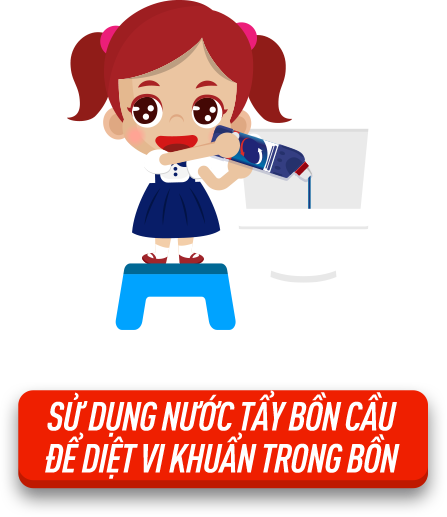 SỬ DỤNG NƯỚC TẨY BỒN CẦU
ĐỂ DIỆT VI KHUẨN TRONG BỒN